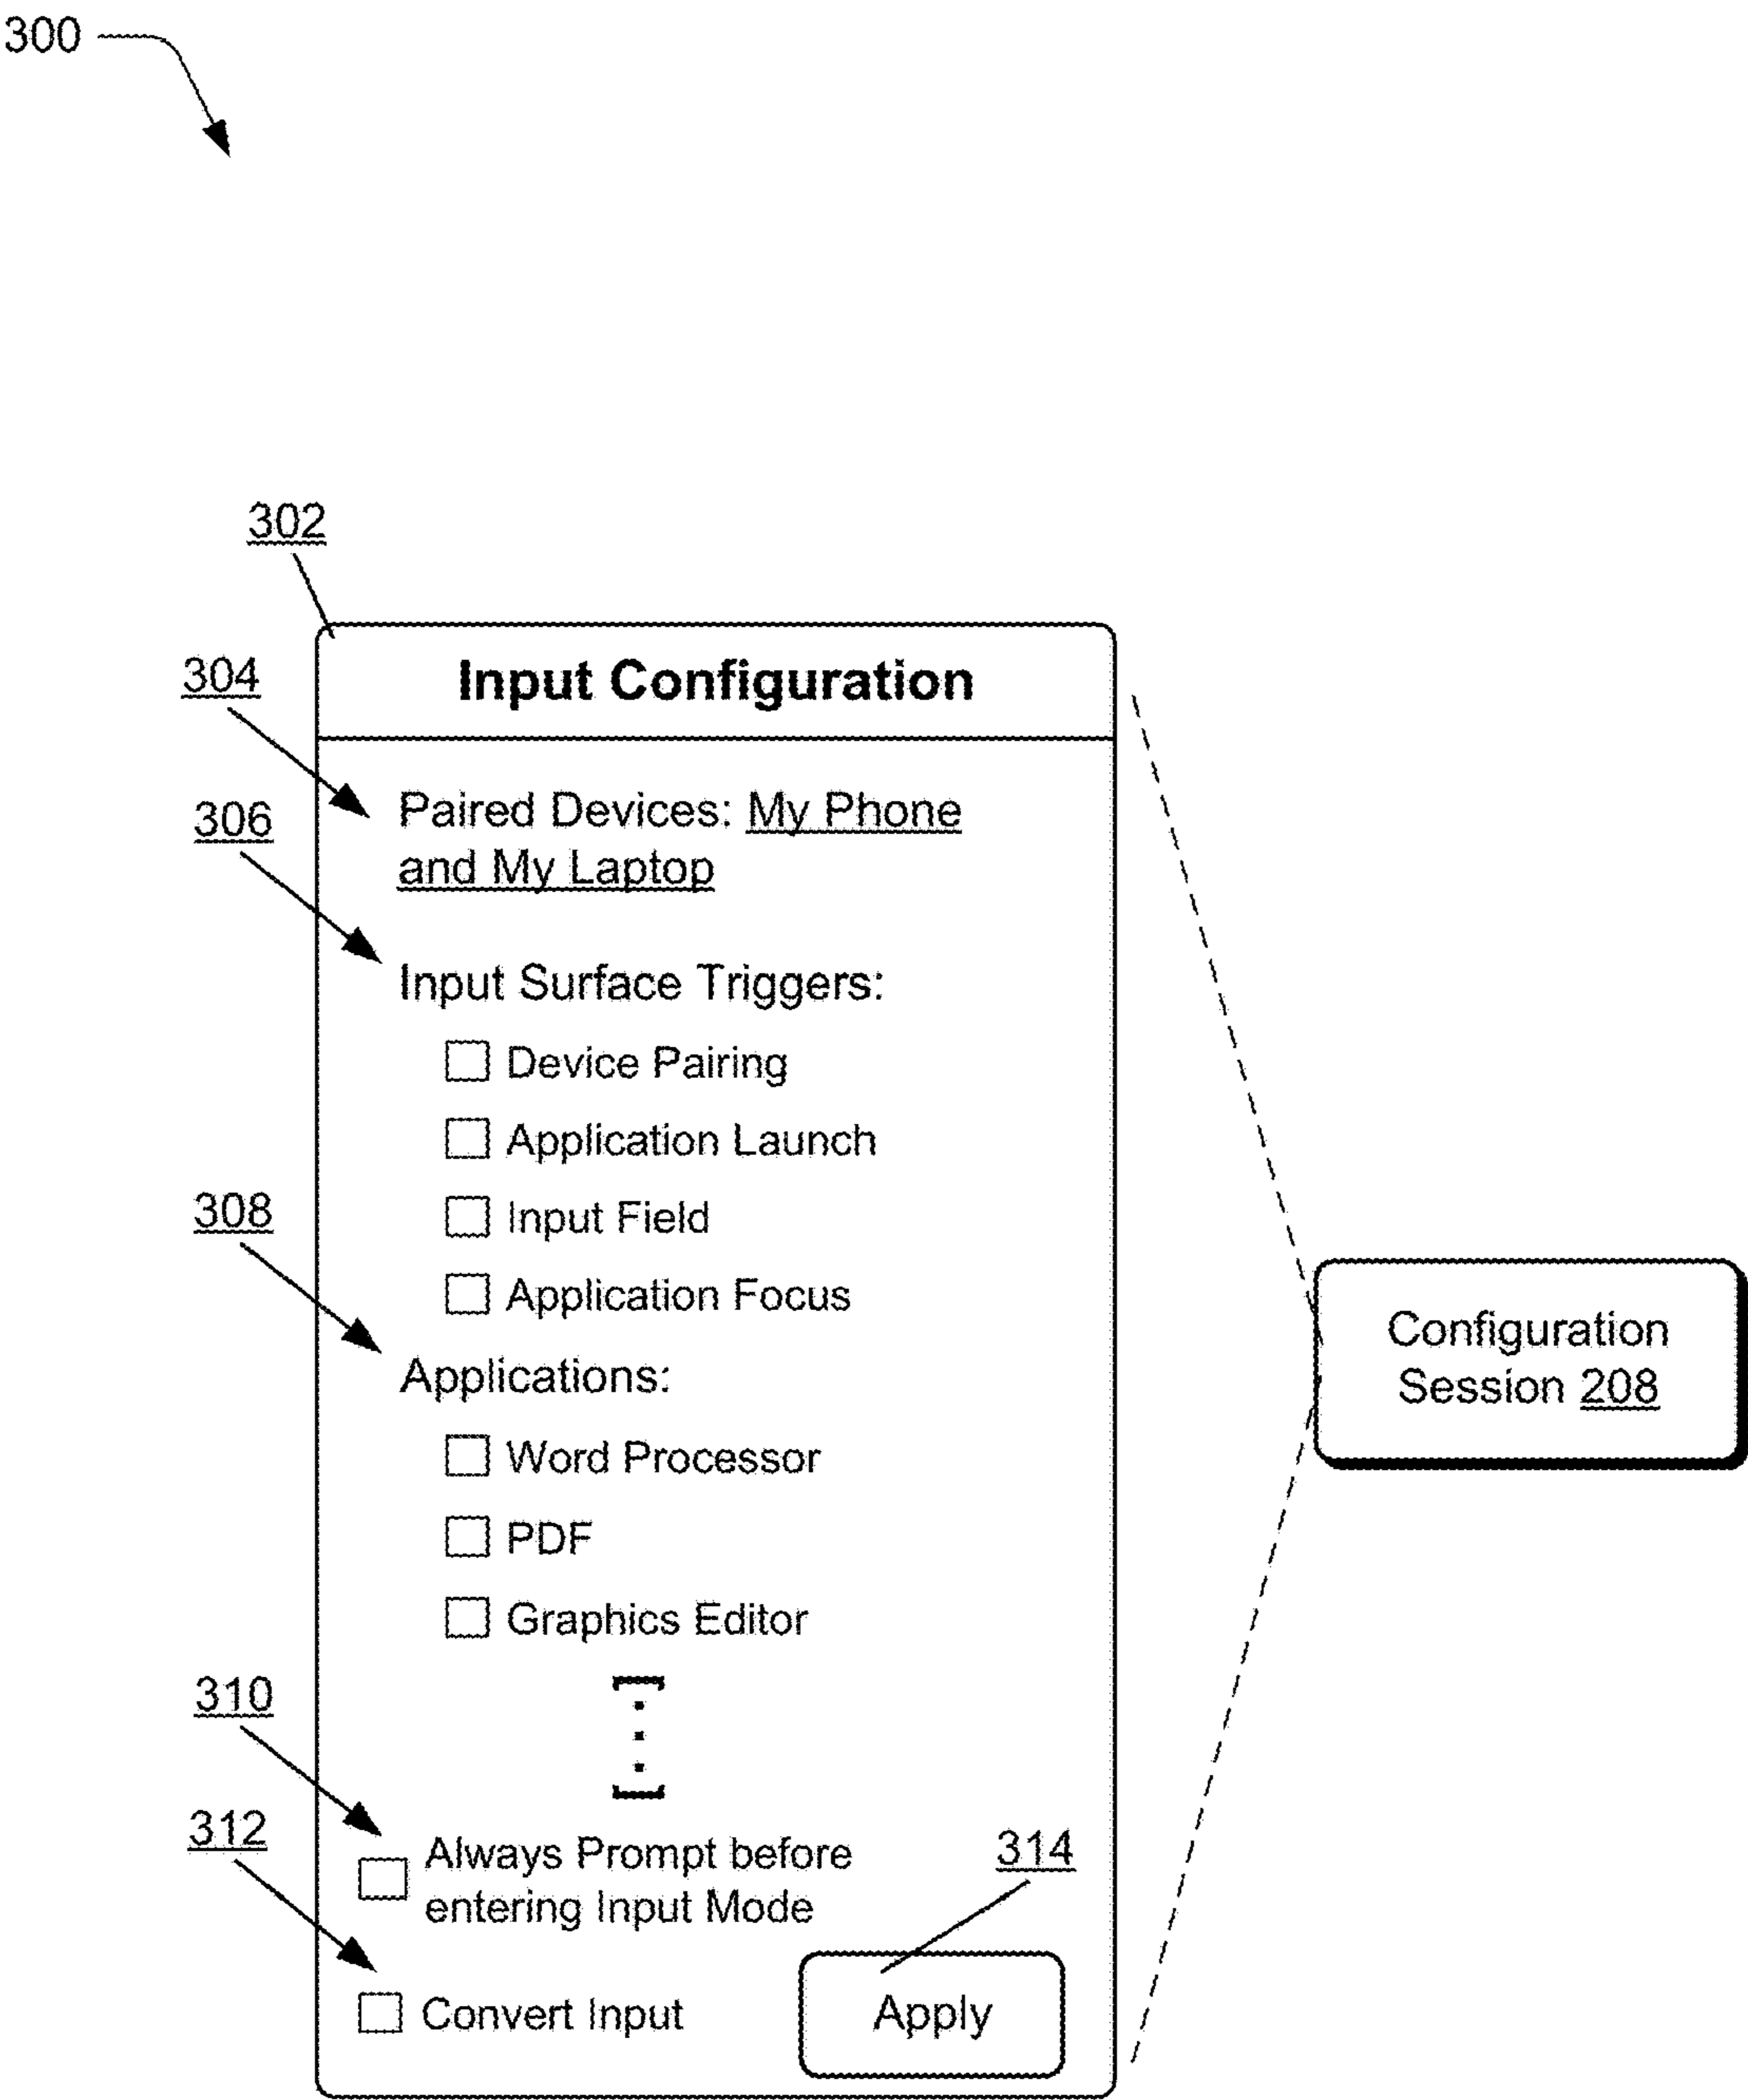 300
302
Input Configuration
304
Paired Devices: My Phone
and My Laptop
306
Input Surface Triggers:
Device Pairing
Application Launch
Input Field
Application Focus
308
Applications:
Word Processor
PDF
Graphics Editor
310
Always Prompt before
entering Input Mode
312
Convert Input
314
Apply
Configuration
Session 208